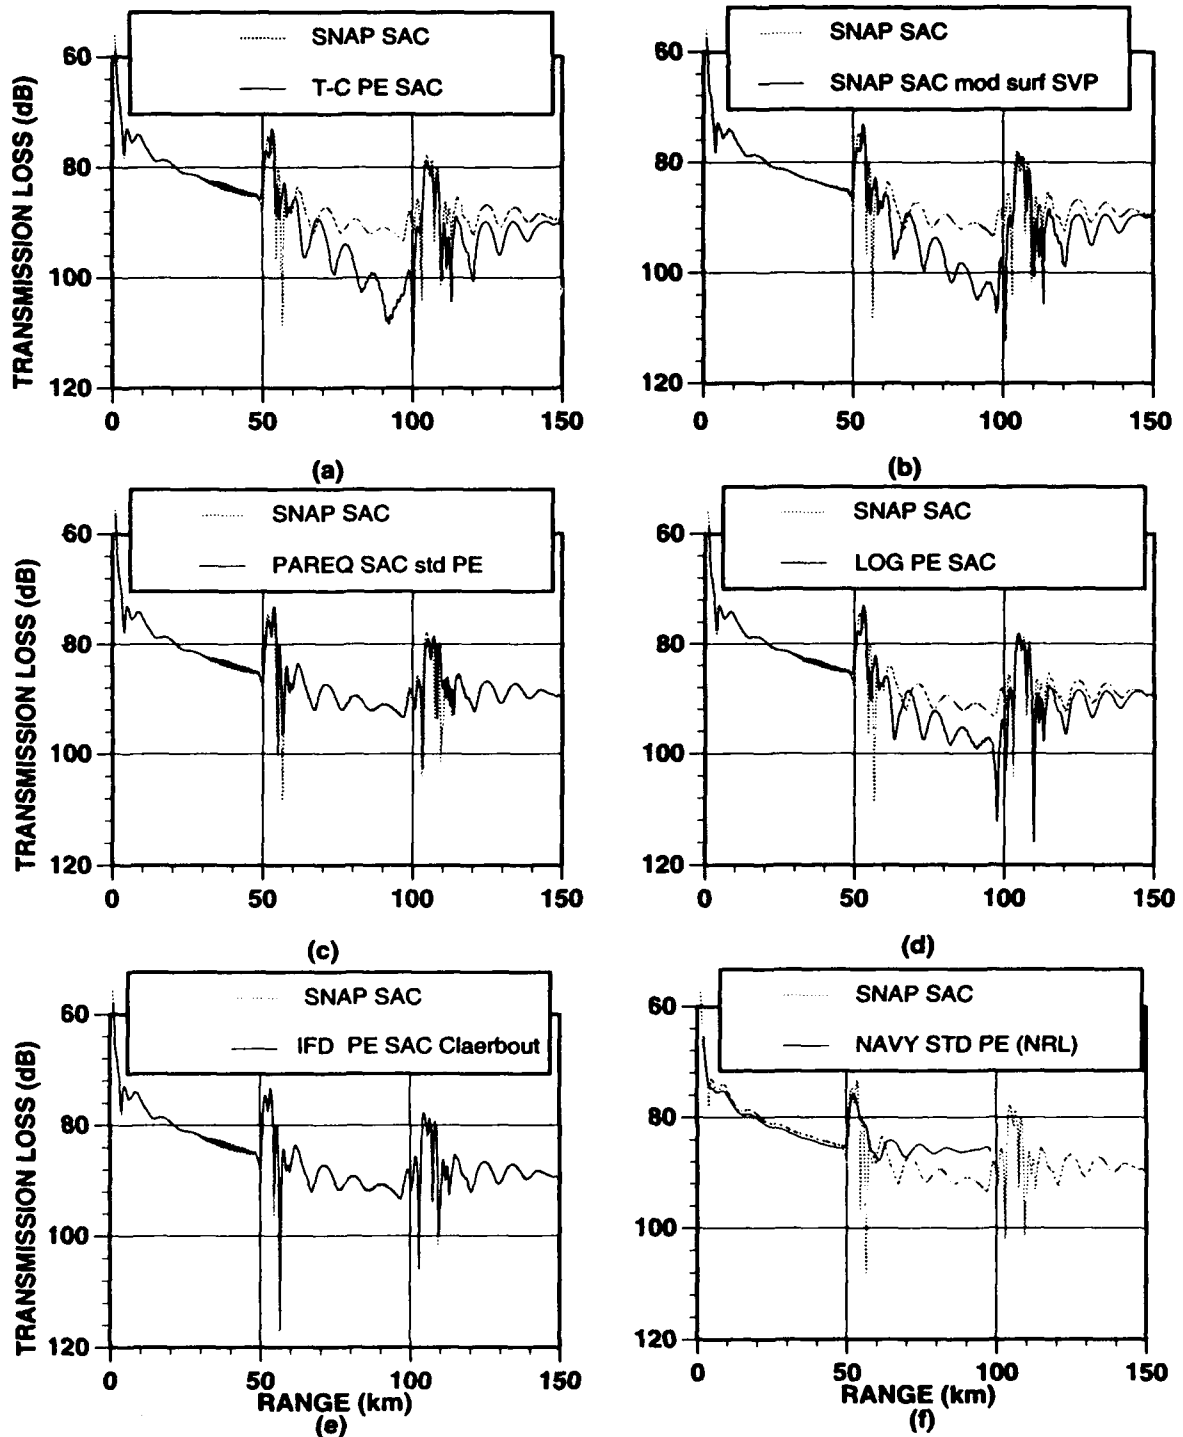 SNAP SAC
T-C PE SAC
TRANSMISSION LOSS (dB)
60
80
100
120
0 50 100 150
(a)
SNAP SAC
SNAP SAC mod surf SVP
60
80
100
120
0 50 100 150
(b)
SNAP SAC
PAREQ SAC std PE
TRANSMISSION LOSS (dB)
60
80
100
120
0 50 100 150
(c)
SNAP SAC
LOG PE SAC
60
80
100
120
0 50 100 150
(d)
SNAP SAC
IFD PE SAC Claerbout
TRANSMISSION LOSS (dB)
60
80
100
120
0 50 100 150
RANGE (km)
(e)
SNAP SAC
NAVY STD PE (NRL)
60
80
100
120
0 50 100 150
RANGE (km)
(f)